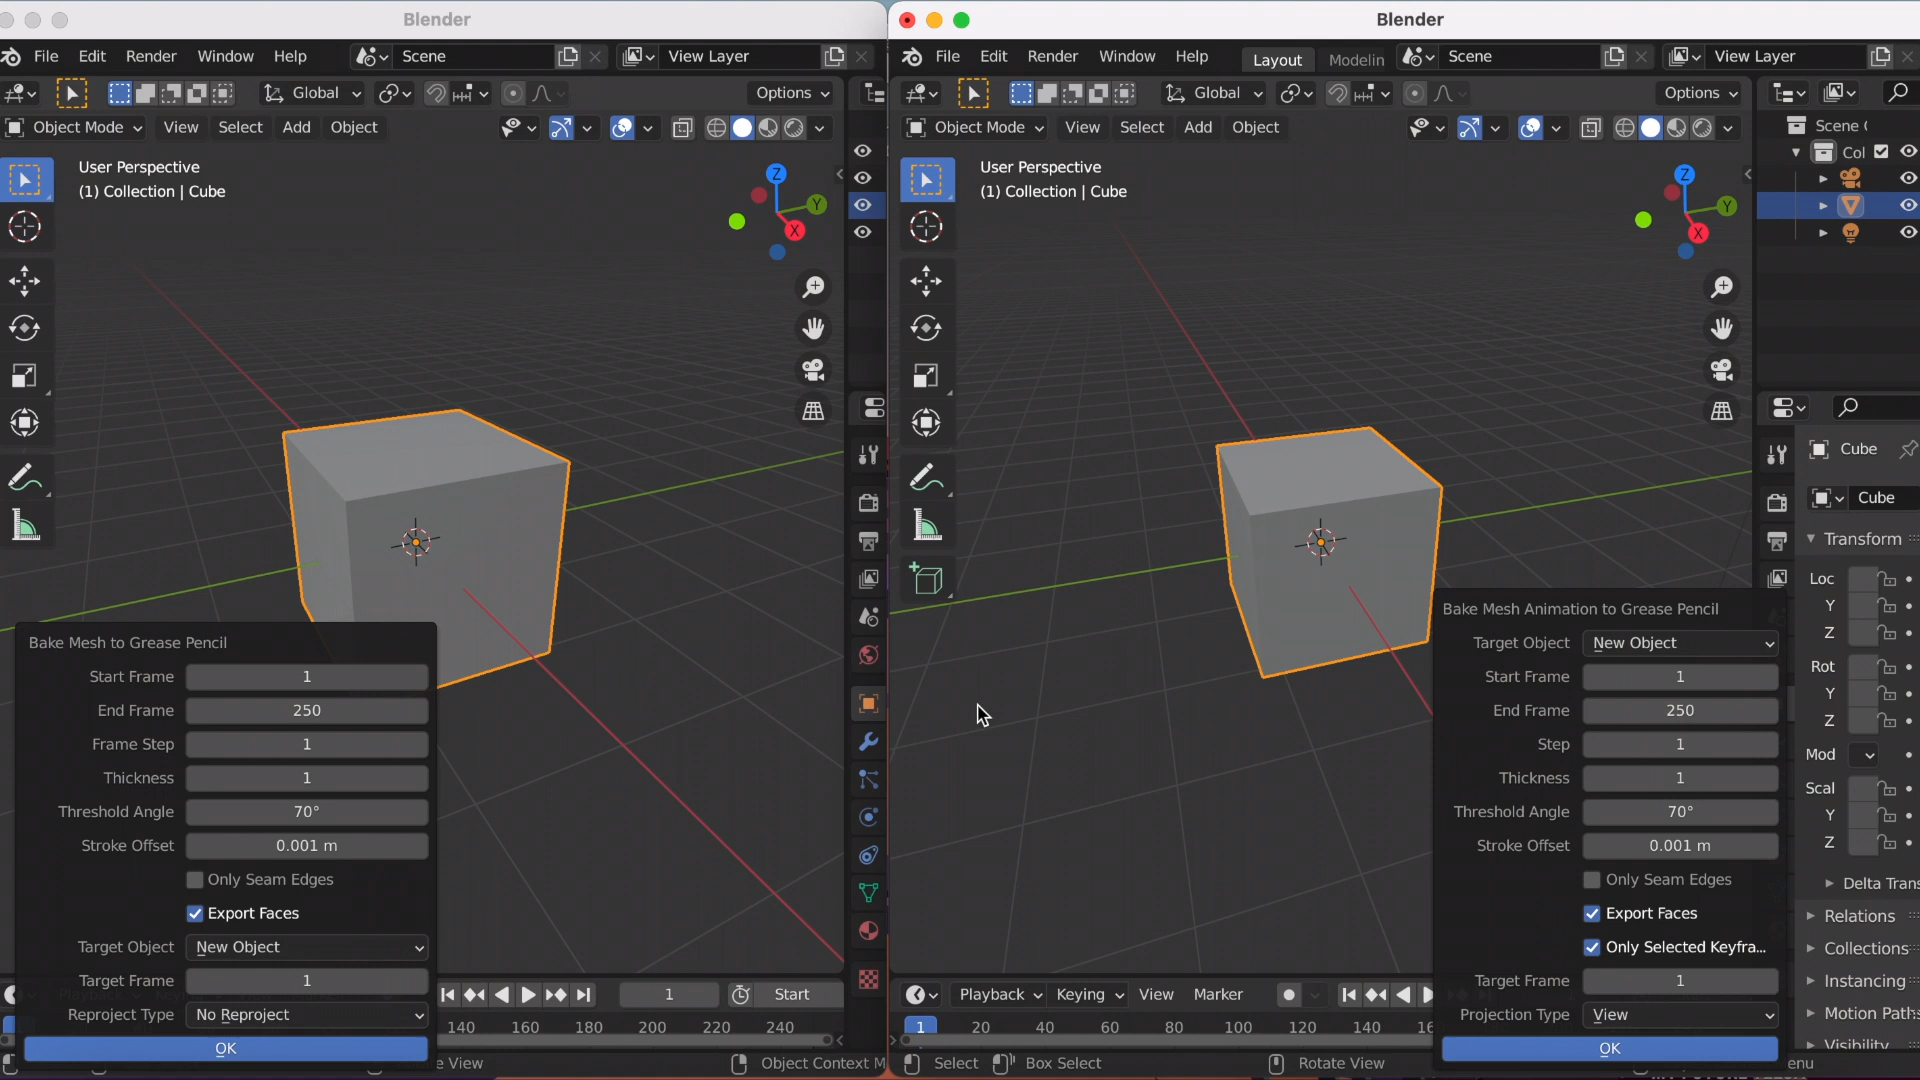 Blender
File Edit Render Window Help Scene View Layer
Global Options
Object Mode View Select Add Object
User Perspective
(1) Collection | Cube
Z
Y
X
Bake Mesh to Grease Pencil
Start Frame 1
End Frame 250
Frame Step 1
Thickness 1
Threshold Angle 70°
Stroke Offset 0.001 m
Only Seam Edges
Export Faces
Target Object New Object
Target Frame 1
Reproject Type No Reproject
OK
1 Start
140 160 180 200 220 240
e View Object Context M
Blender
File Edit Render Window Help Layout Modelin Scene View Layer
Global Options
Object Mode View Select Add Object
User Perspective
(1) Collection | Cube
Z
Y
X
Scene
Col
Cube
Cube
Transform
Loc
Y
Z
Rot
Y
Z
Mod
Scal
Y
Z
Delta Trans
Relations
Collections
Instancing
Motion Paths
Visibility
Bake Mesh Animation to Grease Pencil
Target Object New Object
Start Frame 1
End Frame 250
Step 1
Thickness 1
Threshold Angle 70°
Stroke Offset 0.001 m
Only Seam Edges
Export Faces
Only Selected Keyfra...
Target Frame 1
Projection Type View
OK
Playback Keying View Marker
1 20 40 60 80 100 120 140
Select Box Select Rotate View enu